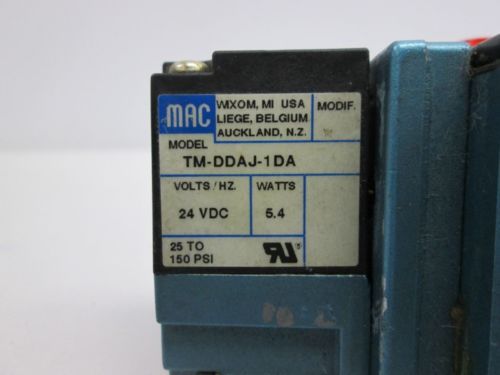 MAC
WIXOM, MI USA
LIEGE, BELGIUM
AUCKLAND, N.Z.
MODIF.
MODEL
TM-DDAJ-1DA
VOLTS/HZ.
WATTS
24 VDC
5.4
25 TO
150 PSI
RU